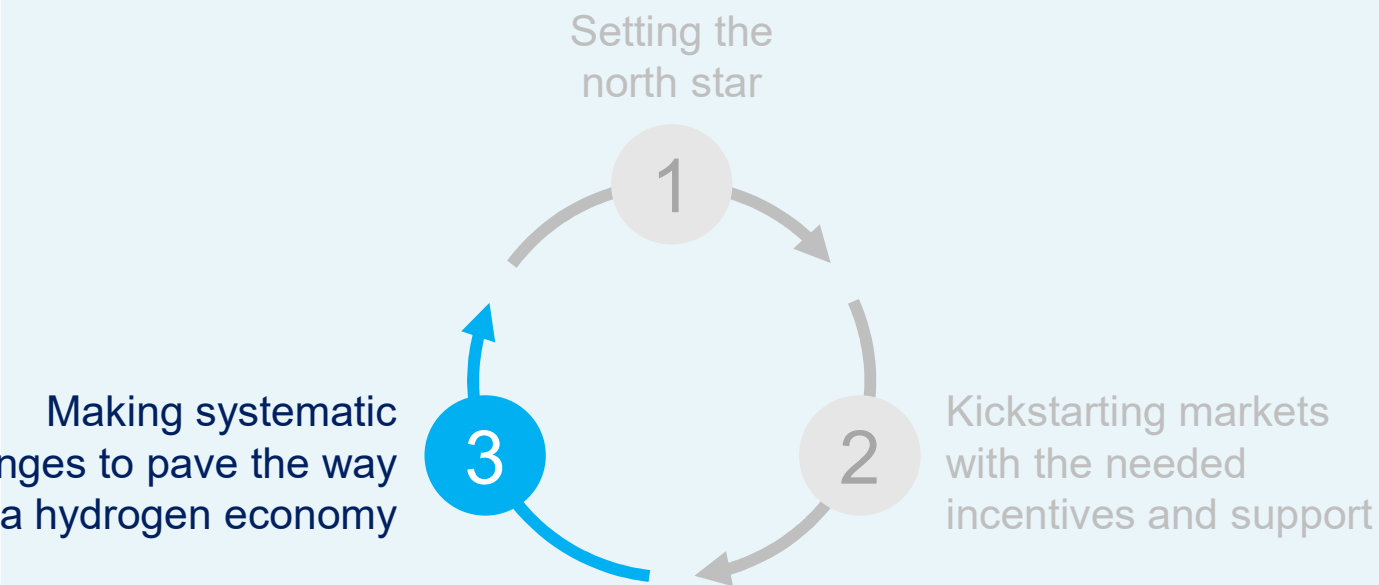 Setting the
north star
1
Making systematic
nges to pave the way
a hydrogen economy
3
2
Kickstarting markets
with the needed
incentives and support